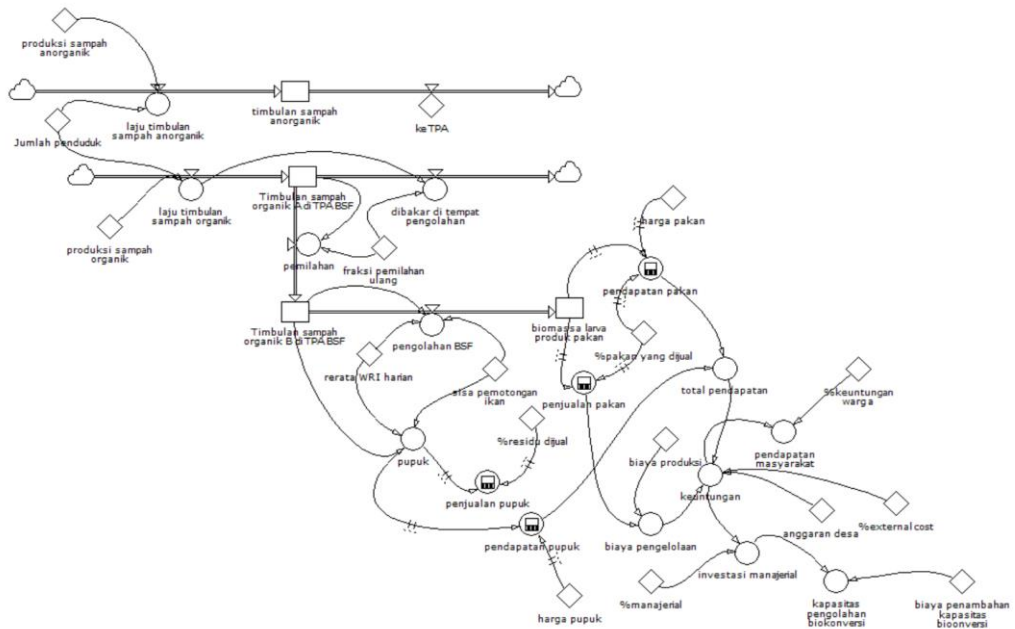 produksi sampah
anorganik
timbulan sampah
anorganik
ke TPA
laju timbulan
sampah anorganik
Jumlah penduduk
Timbulan sampah
organik A di TPA BSF
laju timbulan
sampah organik
dibakar di tempat
pengolahan
produksi sampah
organik
pemilahan
fraksi pemilahan
ulang
harga pakan
pendapatan pakan
Timbulan sampah
organik B di TPA BSF
pengolahan BSF
biomassa larva
produk pakan
%pakan yang dijual
rerata WRI harian
sisa pemotongan
ikan
penjualan pakan
total pendapatan
%keuntungan
warga
%residu dijual
pupuk
biaya produksi
pendapatan
masyarakat
penjualan pupuk
keuntungan
pendapatan pupuk
biaya pengelolaan
anggaran desa
%external cost
investasi manajerial
%manajerial
harga pupuk
kapasitas
pengolahan
biokonversi
biaya penambahan
kapasitas
bioonversi